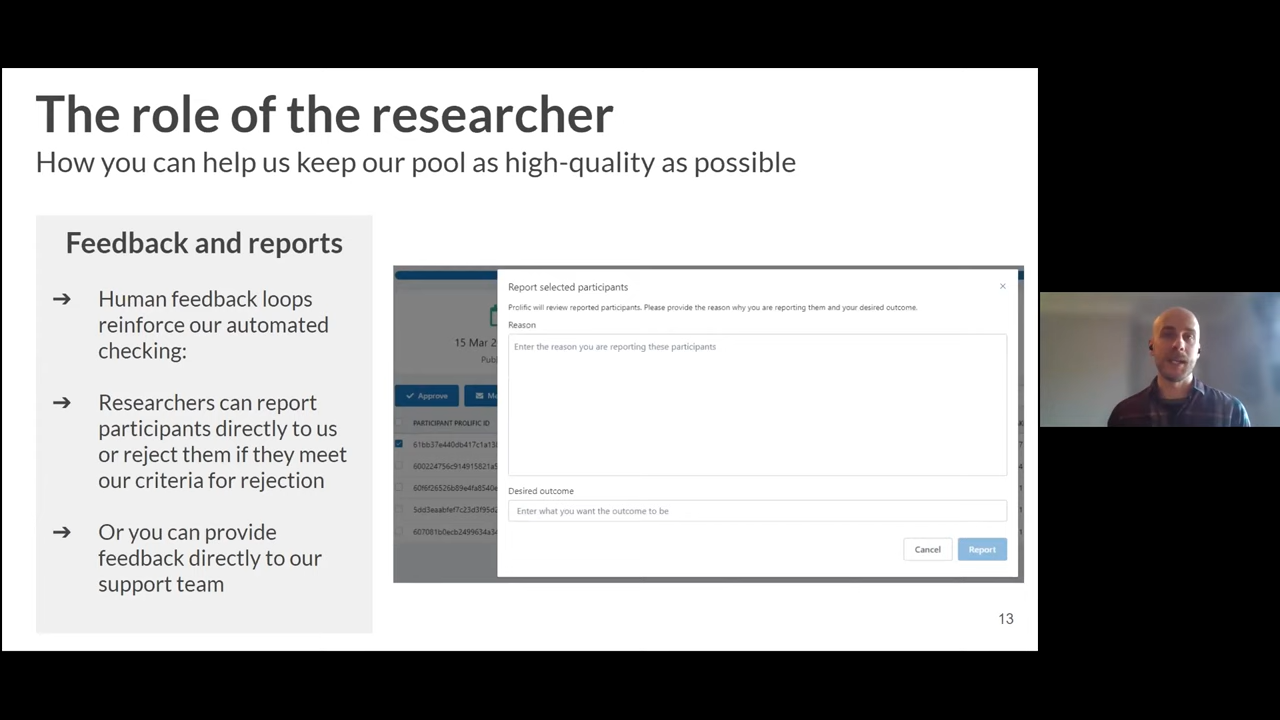 The role of the researcher
How you can help us keep our pool as high-quality as possible
Feedback and reports
➔ Human feedback loops
reinforce our automated
checking:
➔ Researchers can report
participants directly to us
or reject them if they meet
our criteria for rejection
➔ Or you can provide
feedback directly to our
support team
Report selected participants
Prolific will review reported participants. Please provide the reason why you are reporting them and your desired outcome.
Reason
Enter the reason you are reporting these participants
15 Mar 2
Approve
PARTICIPANT PROLIFIC ID
Desired outcome
Enter what you want the outcome to be
Cancel
Report
13